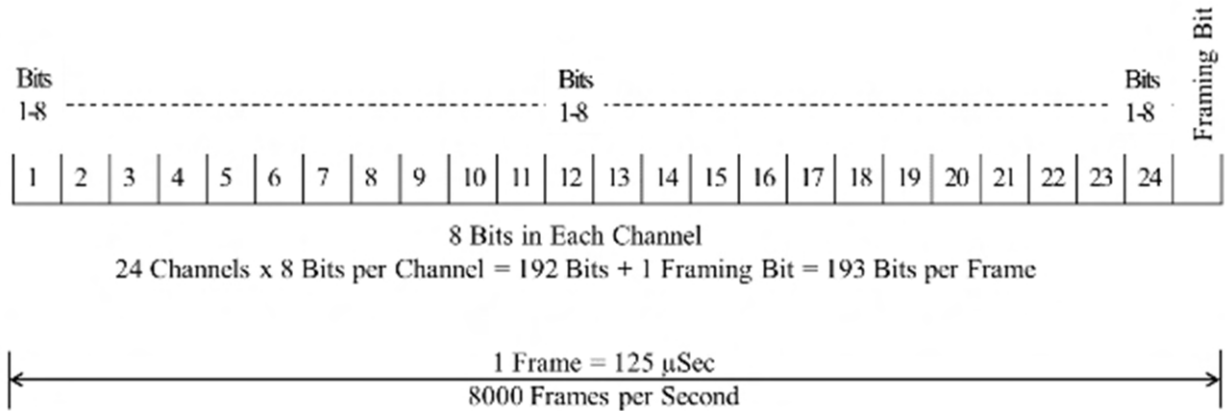 Framing Bit
Bits Bits Bits
1-8 1-8 1-8
1 2 3 4 5 6 7 8 9 10 11 12 13 14 15 16 17 18 19 20 21 22 23 24
8 Bits in Each Channel
24 Channels x 8 Bits per Channel = 192 Bits + 1 Framing Bit = 193 Bits per Frame
1 Frame = 125 μSec
8000 Frames per Second